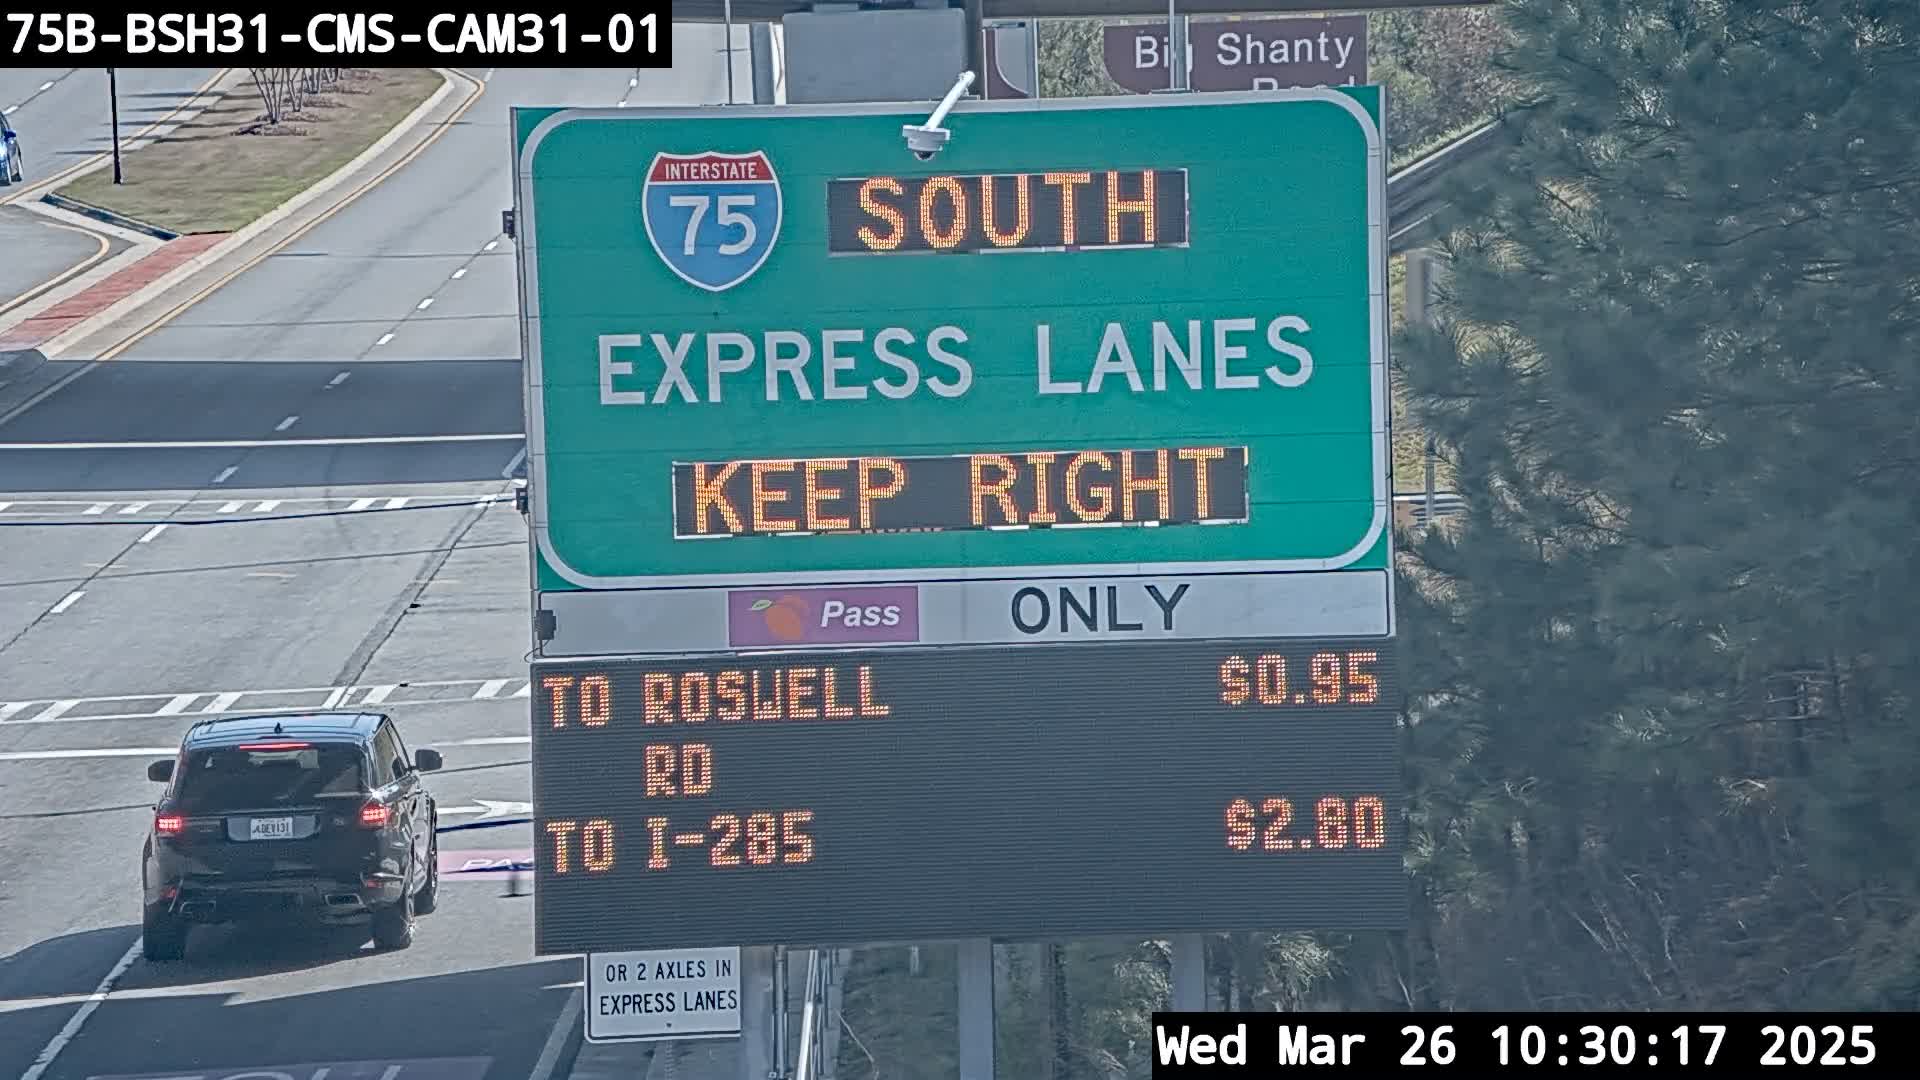 75B-BSH31-CMS-CAM31-01
Big Shanty
Road
INTERSTATE
75
SOUTH
EXPRESS LANES
KEEP RIGHT
Pass ONLY
TO ROSWELL $0.95
RD
TO I-285 $2.80
OR 2 AXLES IN
EXPRESS LANES
Wed Mar 26 10:30:17 2025